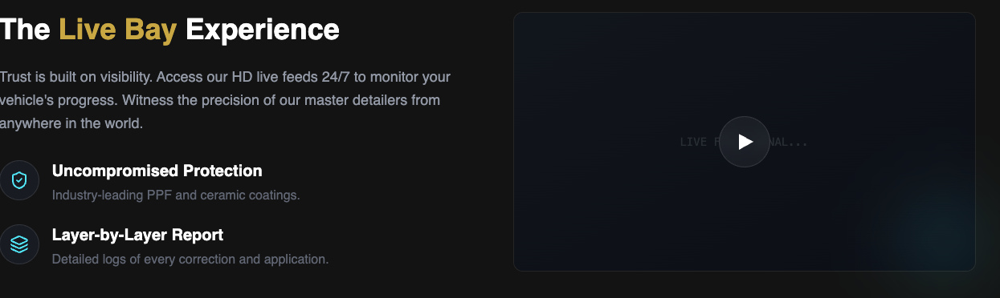 The Live Bay Experience
Trust is built on visibility. Access our HD live feeds 24/7 to monitor your
vehicle's progress. Witness the precision of our master detailers from
anywhere in the world.
Uncompromised Protection
Industry-leading PPF and ceramic coatings.
Layer-by-Layer Report
Detailed logs of every correction and application.
LIVE